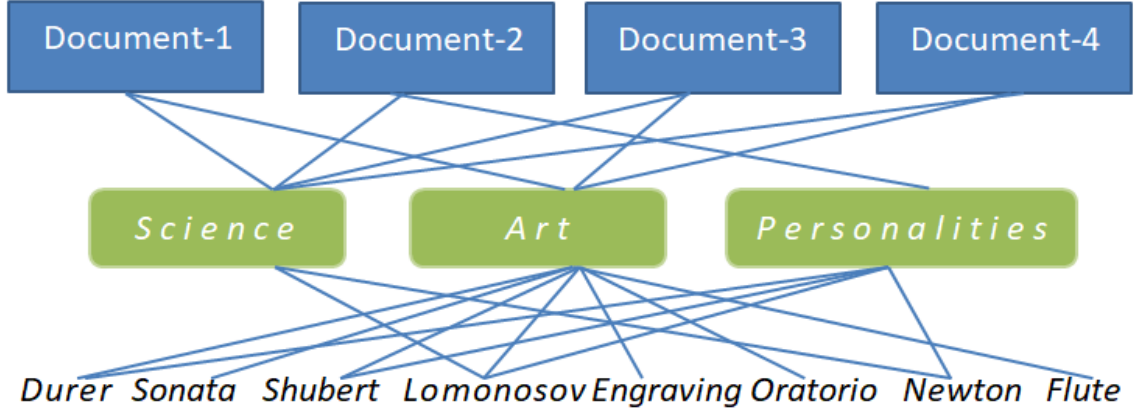 Document-1 Document-2 Document-3 Document-4
Science Art Personalities
Durer Sonata Shubert Lomonosov Engraving Oratorio Newton Flute